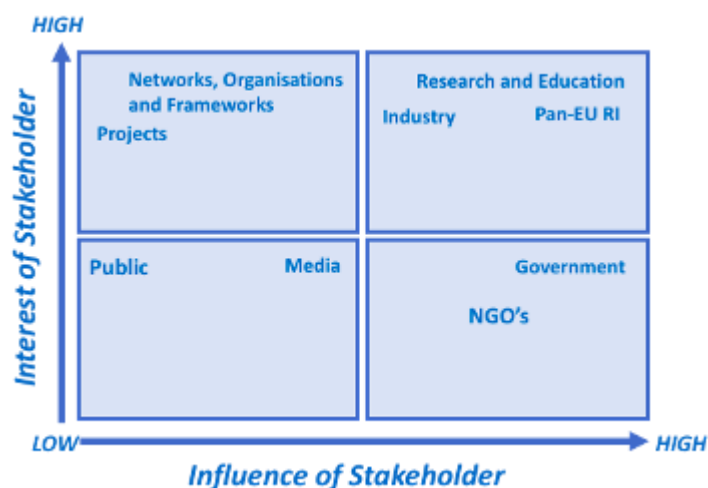 HIGH
Networks, Organisations
and Frameworks
Projects
Research and Education
Industry
Pan-EU RI
Interest of Stakeholder
Public
Media
Government
NGO's
LOW
HIGH
Influence of Stakeholder